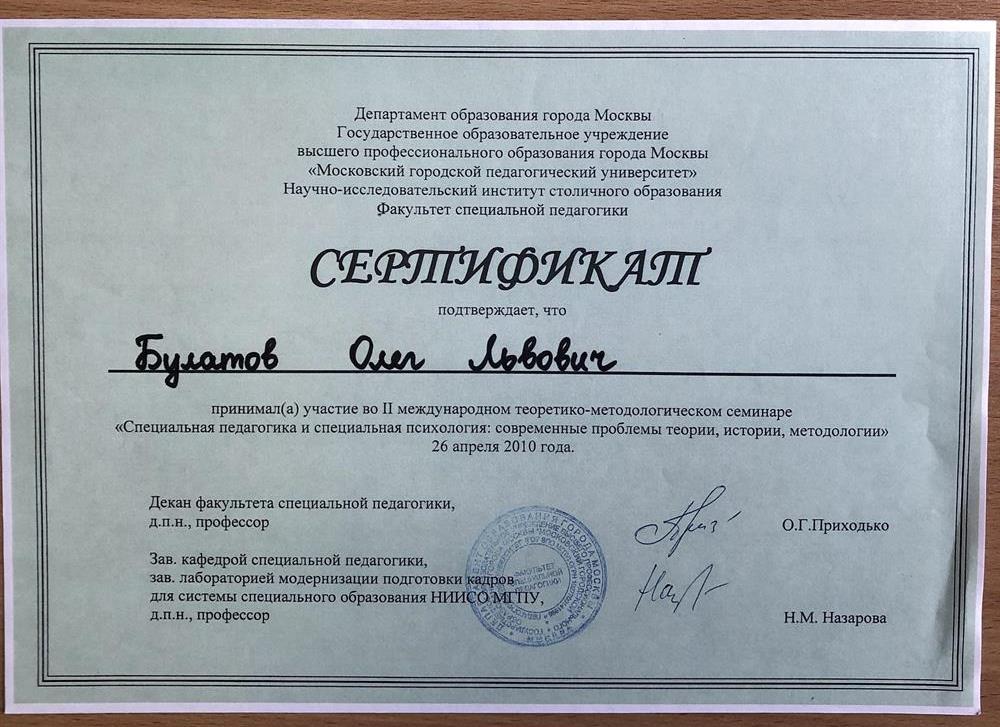 Департамент образования города Москвы
Государственное образовательное учреждение
высшего профессионального образования города Москвы
«Московский городской педагогический университет»
Научно-исследовательский институт столичного образования
Факультет специальной педагогики
СЕРТИФИКАТ
подтверждает, что
Булатов Олег Львович
принимал(а) участие во II международном теоретико-методологическом семинаре
«Специальная педагогика и специальная психология: современные проблемы теории, истории, методологии»
26 апреля 2010 года.
Декан факультета специальной педагогики,
д.п.н., профессор
О.Г.Приходько
Зав. кафедрой специальной педагогики,
зав. лабораторией модернизации подготовки кадров
для системы специального образования НИИСО МГПУ,
д.п.н., профессор
Н.М. Назарова
ФАКУЛЬТЕТ
СПЕЦИАЛЬНОЙ
ПЕДАГОГИКИ